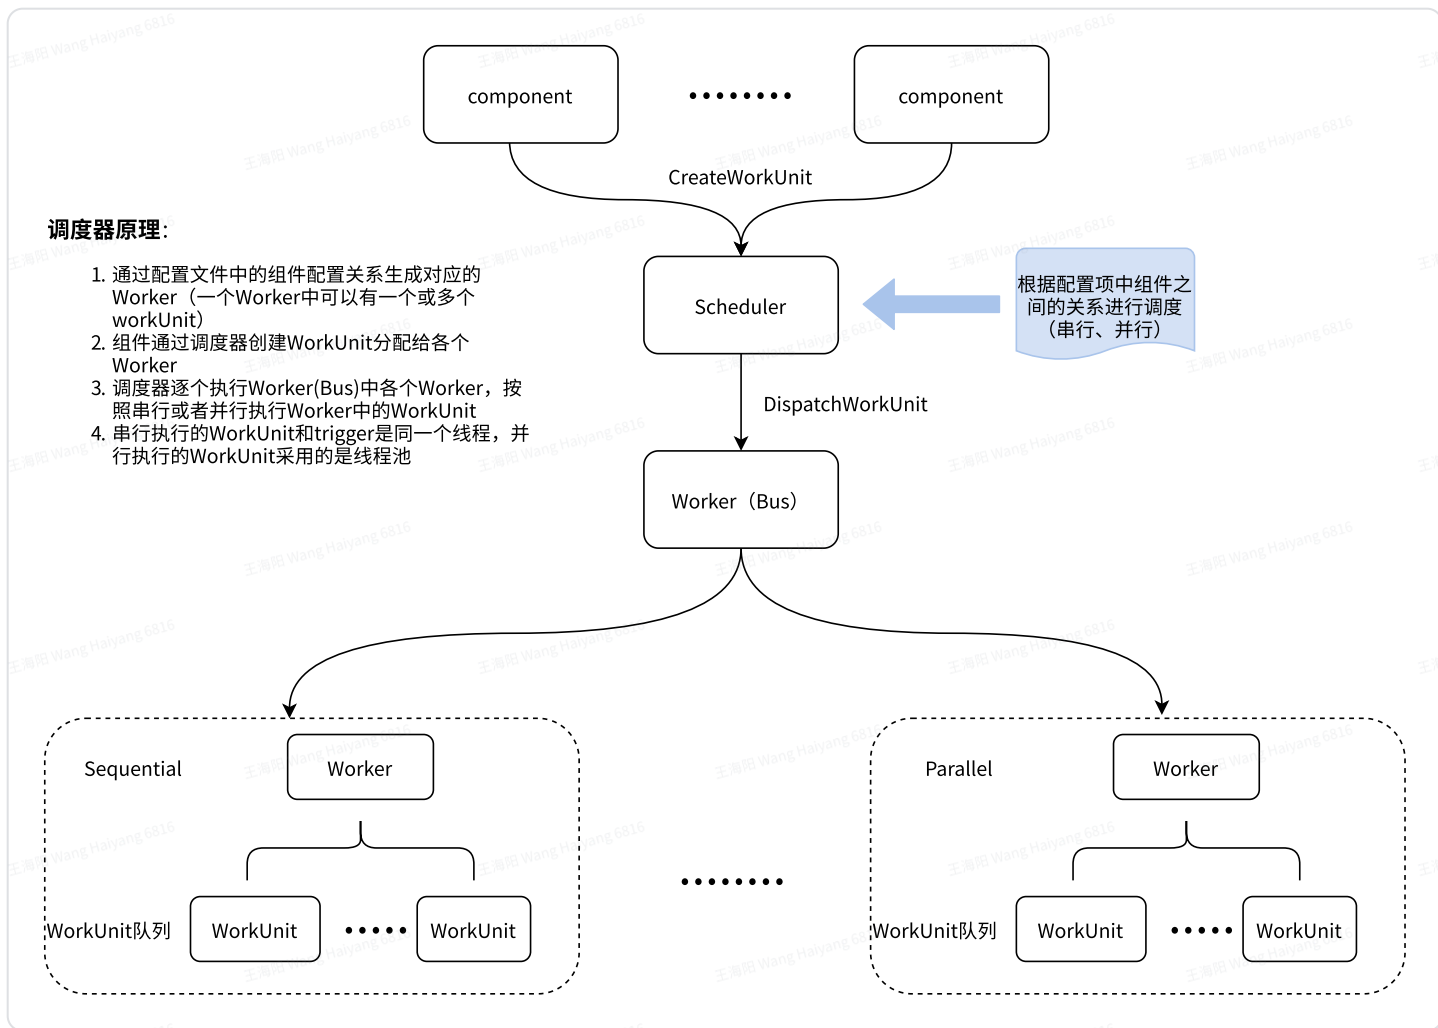 component
component
CreateWorkUnit
调度器原理:
1. 通过配置文件中的组件配置关系生成对应的
Worker（一个Worker中可以有一个或多个
workUnit）
2. 组件通过调度器创建WorkUnit分配给各个
Worker
3. 调度器逐个执行Worker(Bus)中各个Worker，按
照串行或者并行执行Worker中的WorkUnit
4. 串行执行的WorkUnit和trigger是同一个线程，并
行执行的WorkUnit采用的是线程池
Scheduler
根据配置项中组件之
间的关系进行调度
（串行、并行）
DispatchWorkUnit
Worker（Bus）
Sequential
Worker
WorkUnit队列
WorkUnit
WorkUnit
Parallel
Worker
WorkUnit队列
WorkUnit
WorkUnit
王海阳 Wang Haiyang 6816